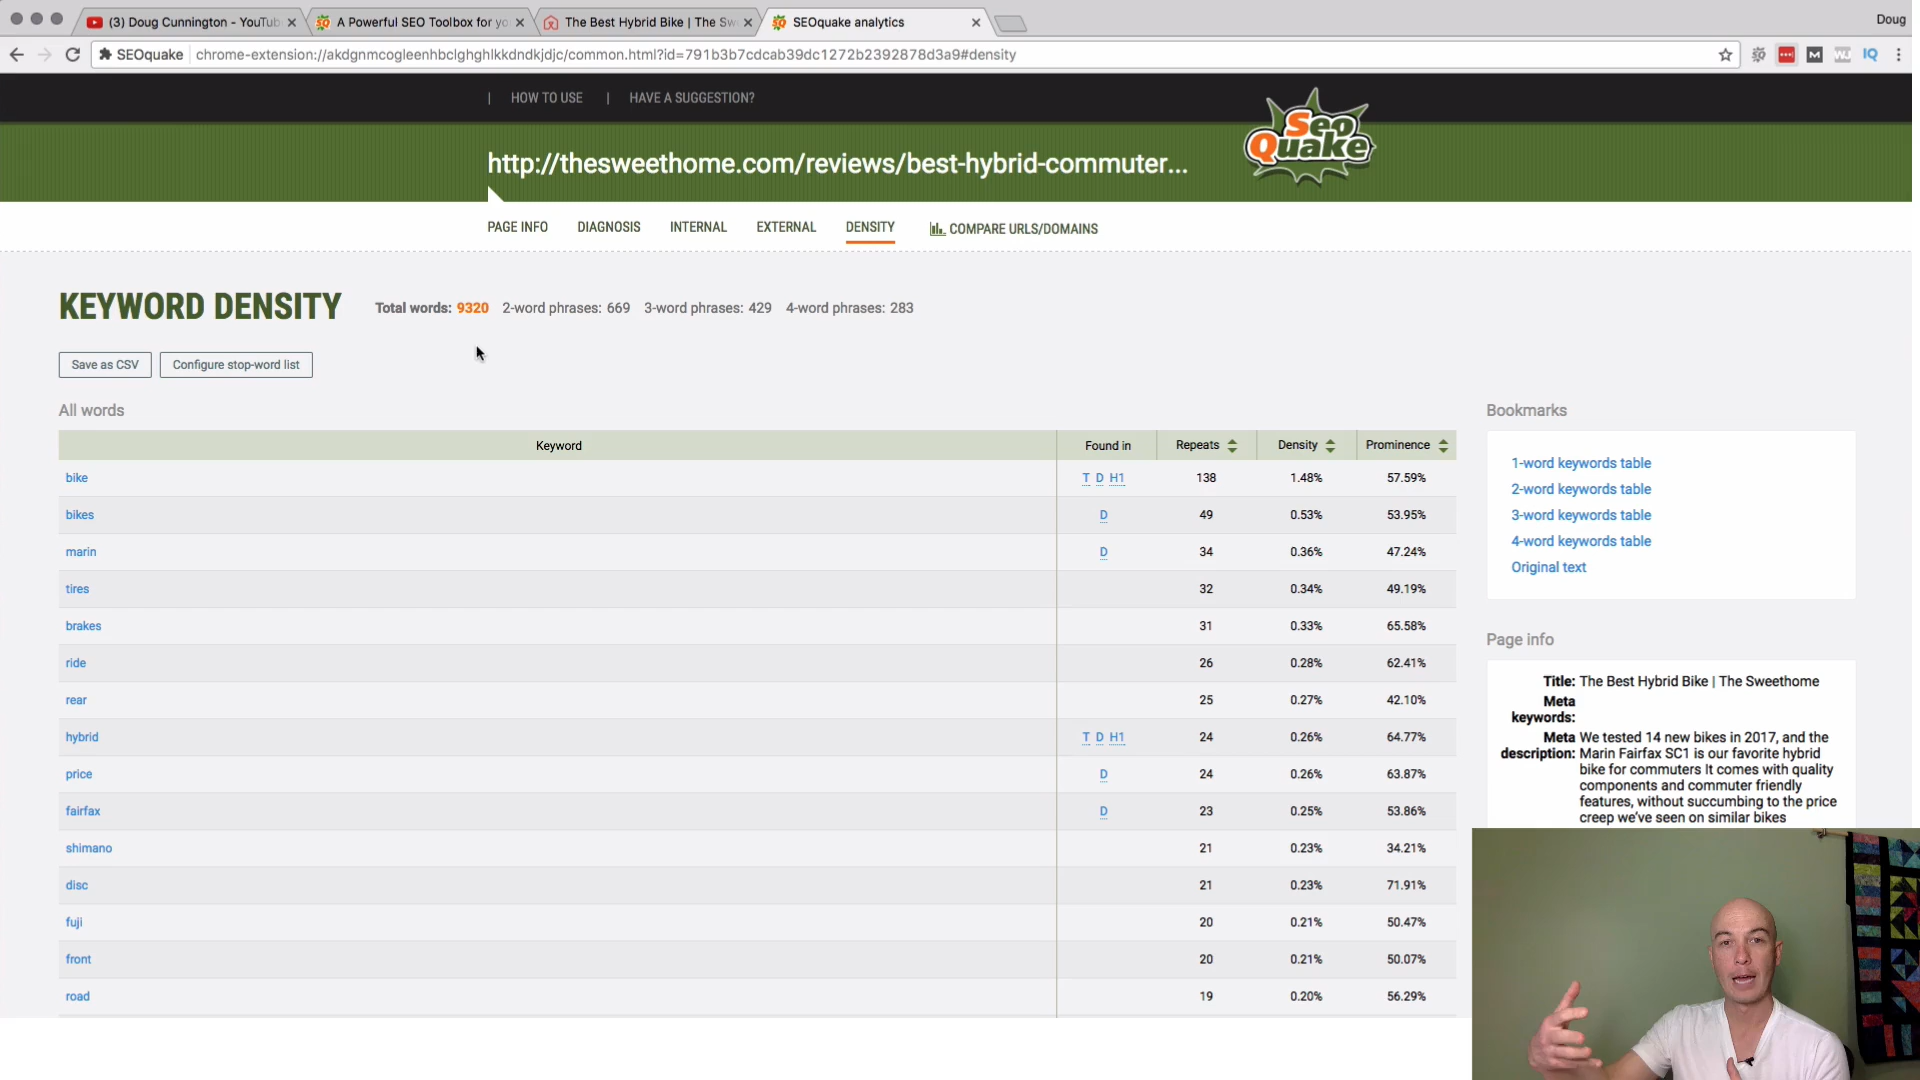 (3) Doug Cunnington - YouTub
A Powerful SEO Toolbox for yo
The Best Hybrid Bike | The Sw
SEOquake analytics
Doug
SEOquake
chrome-extension://akdgnmcogleenhbclghghlkkdndkjdjc/common.html?id=791b3b7cdcab39dc1272b2392878d3a9#density
IQ
| HOW TO USE | HAVE A SUGGESTION?
Seo Quake
http://thesweethome.com/reviews/best-hybrid-commuter...
PAGE INFO DIAGNOSIS INTERNAL EXTERNAL DENSITY COMPARE URLS/DOMAINS
KEYWORD DENSITY
Total words: 9320 2-word phrases: 669 3-word phrases: 429 4-word phrases: 283
Save as CSV Configure stop-word list
All words
Keyword Found in Repeats Density Prominence
bike T D H1 138 1.48% 57.59%
bikes D 49 0.53% 53.95%
marin D 34 0.36% 47.24%
tires 32 0.34% 49.19%
brakes 31 0.33% 65.58%
ride 26 0.28% 62.41%
rear 25 0.27% 42.10%
hybrid T D H1 24 0.26% 64.77%
price D 24 0.26% 63.87%
fairfax D 23 0.25% 53.86%
shimano 21 0.23% 34.21%
disc 21 0.23% 71.91%
fuji 20 0.21% 50.47%
front 20 0.21% 50.07%
road 19 0.20% 56.29%
Bookmarks
1-word keywords table
2-word keywords table
3-word keywords table
4-word keywords table
Original text
Page info
Title: The Best Hybrid Bike | The Sweethome
Meta
keywords:
Meta We tested 14 new bikes in 2017, and the
description: Marin Fairfax SC1 is our favorite hybrid
bike for commuters It comes with quality
components and commuter friendly
features, without succumbing to the price
creep we've seen on similar bikes